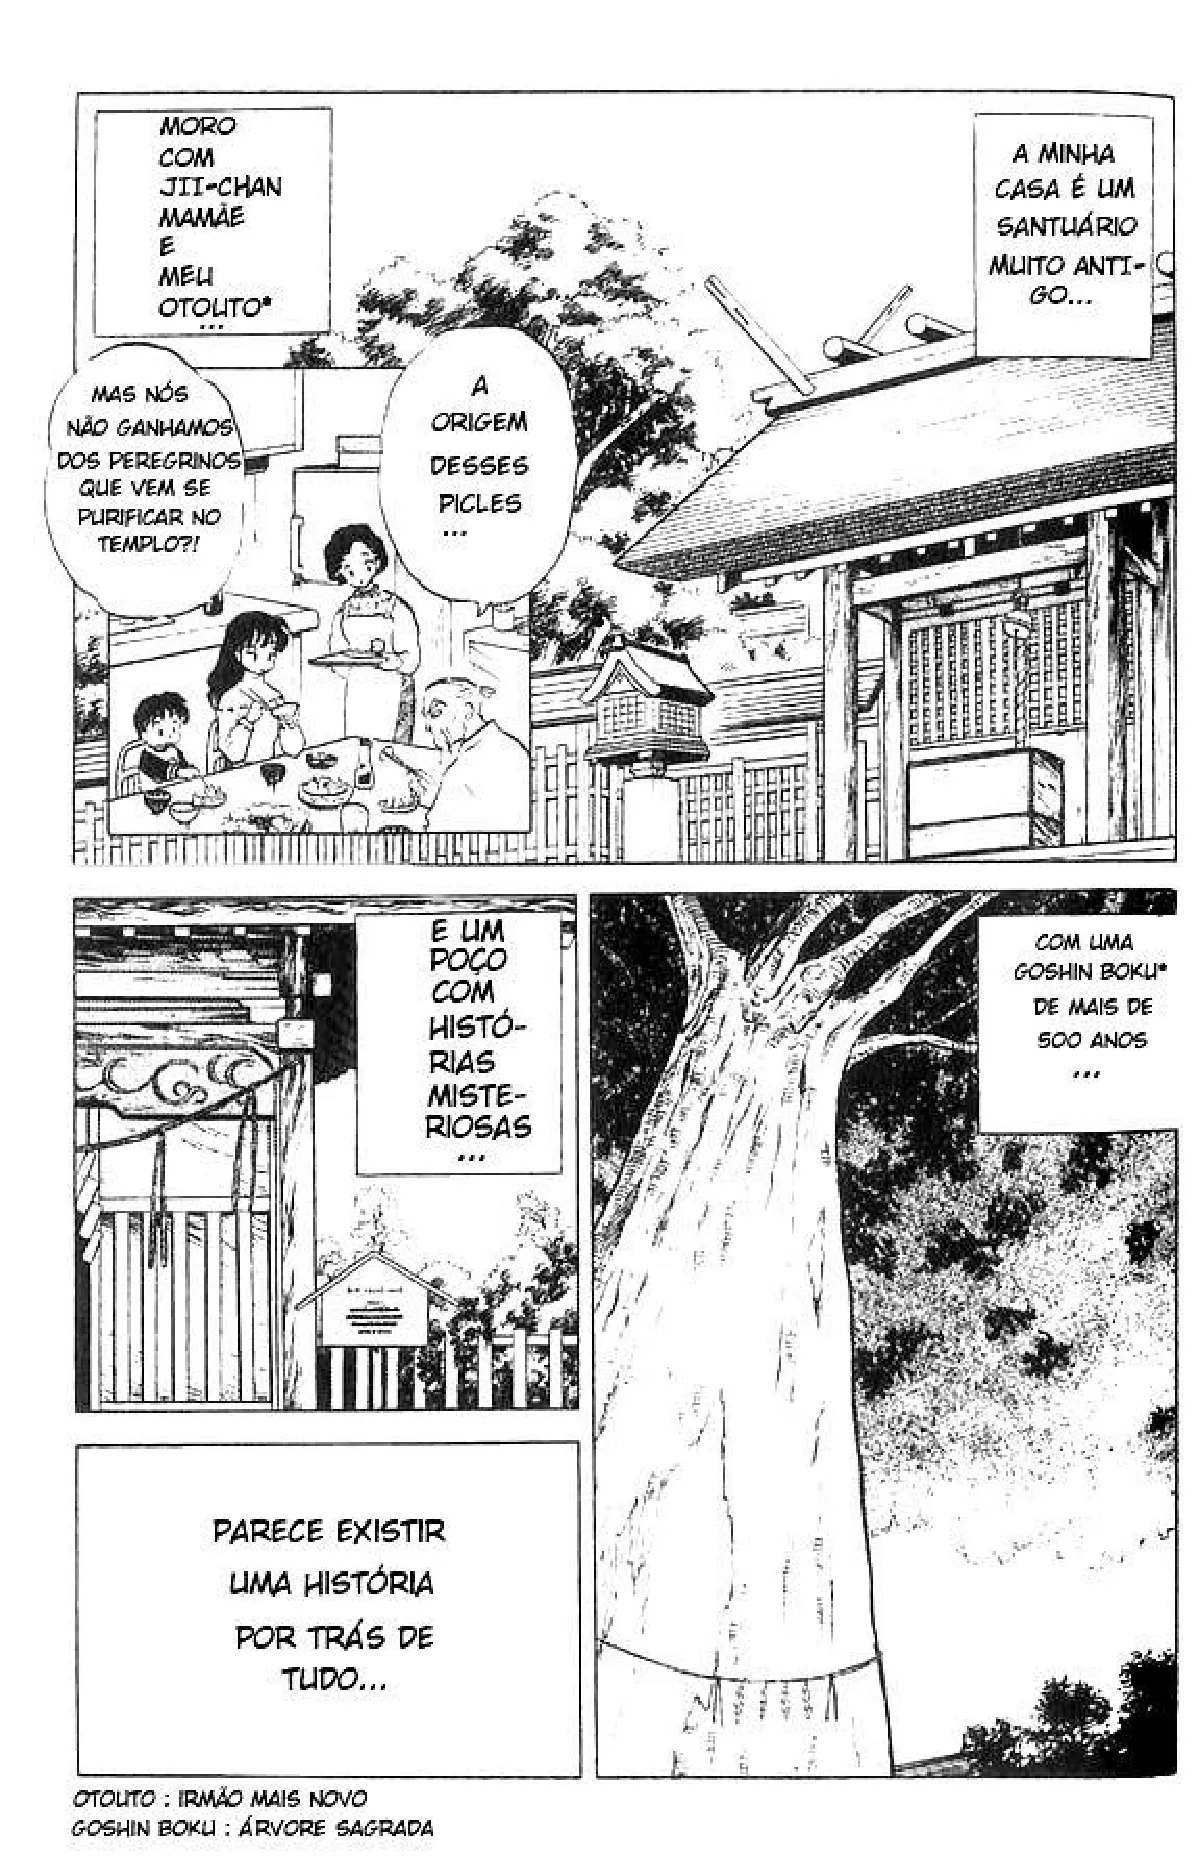 A MINHA
CASA É UM
SANTUÁRIO
MUITO ANTI-
GO...
MORO
COM
JII-CHAN
MAMÃE
E
MEU
OTOUTO*
...
A
ORIGEM
DESSES
PICLES
...
MAS NÓS
NÃO GANHAMOS
DOS PEREGRINOS
QUE VEM SE
PURIFICAR NO
TEMPLO?!
COM UMA
GOSHIN BOKU*
DE MAIS DE
500 ANOS
...
E UM
POÇO
COM
HISTÓ-
RIAS
MISTE-
RIOSAS
...
PARECE EXISTIR
UMA HISTÓRIA
POR TRÁS DE
TUDO...
OTOUTO : IRMÃO MAIS NOVO
GOSHIN BOKU : ÁRVORE SAGRADA